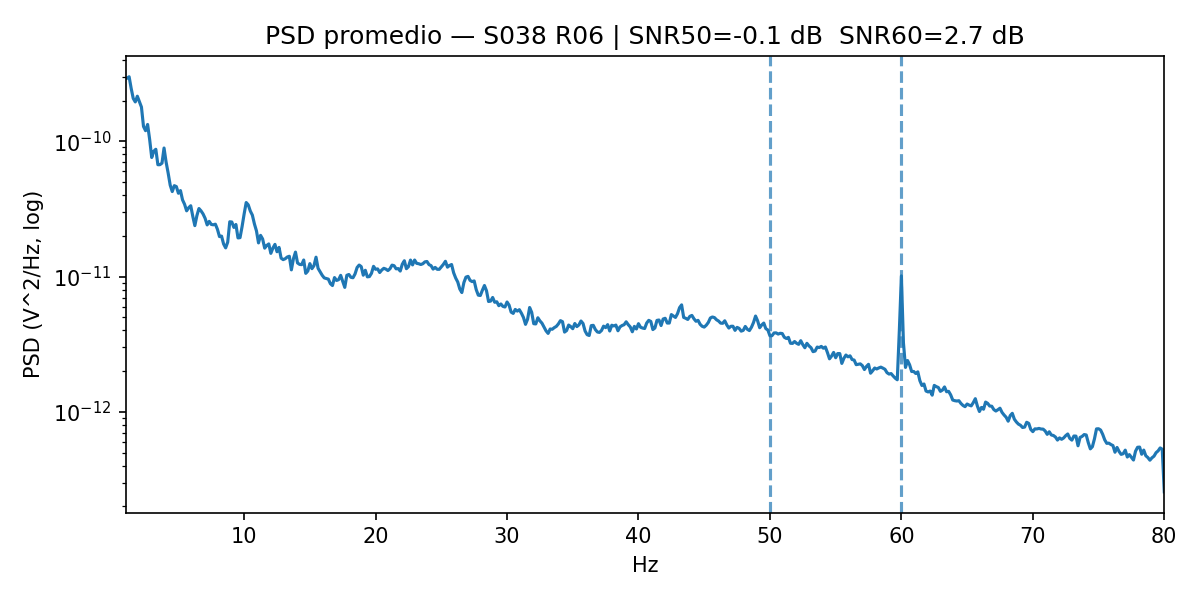 PSD promedio — S038 R06 | SNR50=-0.1 dB  SNR60=2.7 dB
PSD (V^2/Hz, log)
10⁻¹⁰
10⁻¹¹
10⁻¹²
10 20 30 40 50 60 70 80
Hz